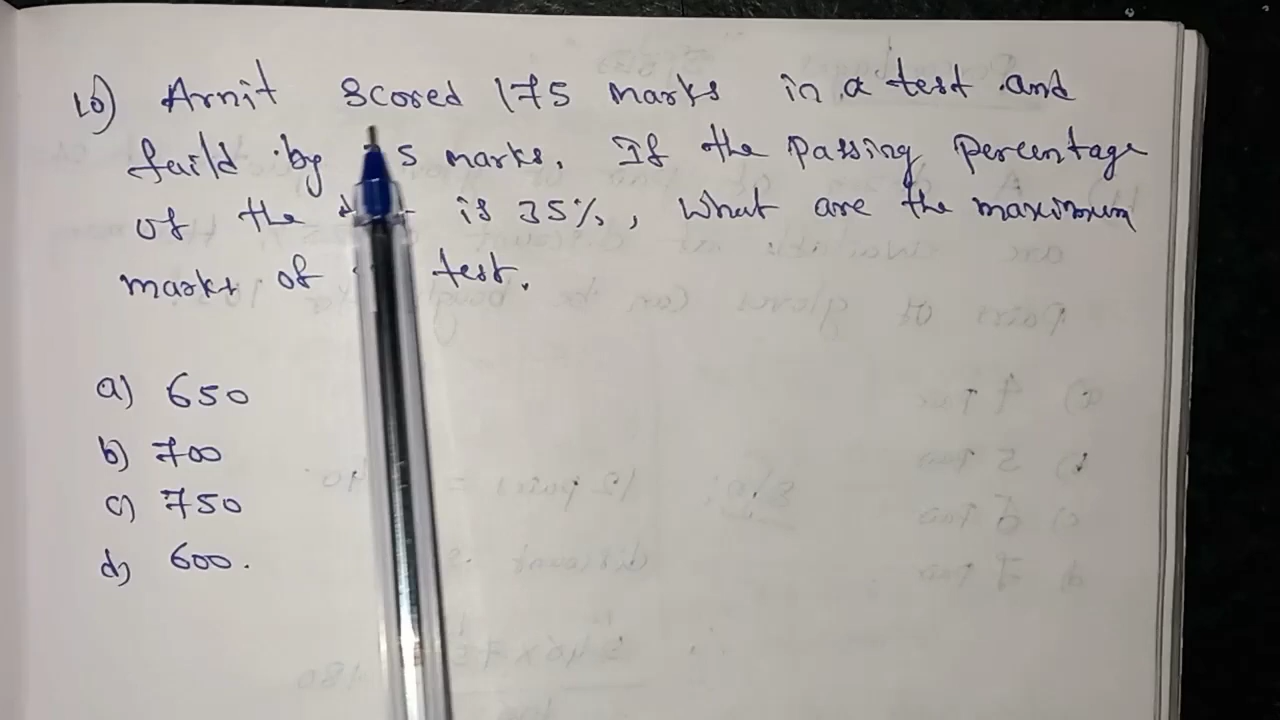 10) Arnit Scored 175 marks in a test and
faild by 5 marks. If the passing percentage
of the is 35%, What are the maximum
marks of test.
a) 650
b) 700
c) 750
d) 600.